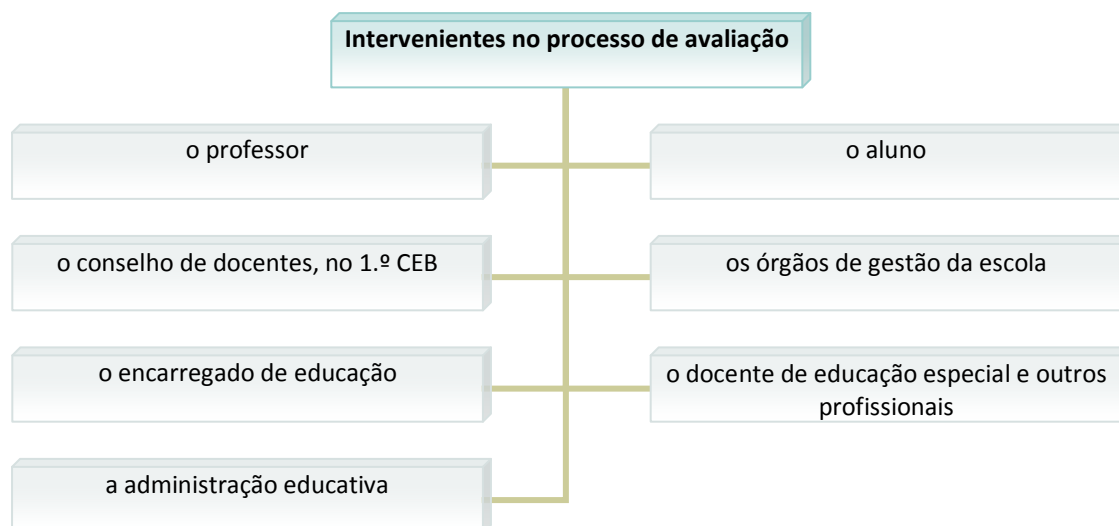 Intervenientes no processo de avaliação
o professor
o aluno
o conselho de docentes, no 1.º CEB
os órgãos de gestão da escola
o encarregado de educação
o docente de educação especial e outros
profissionais
a administração educativa